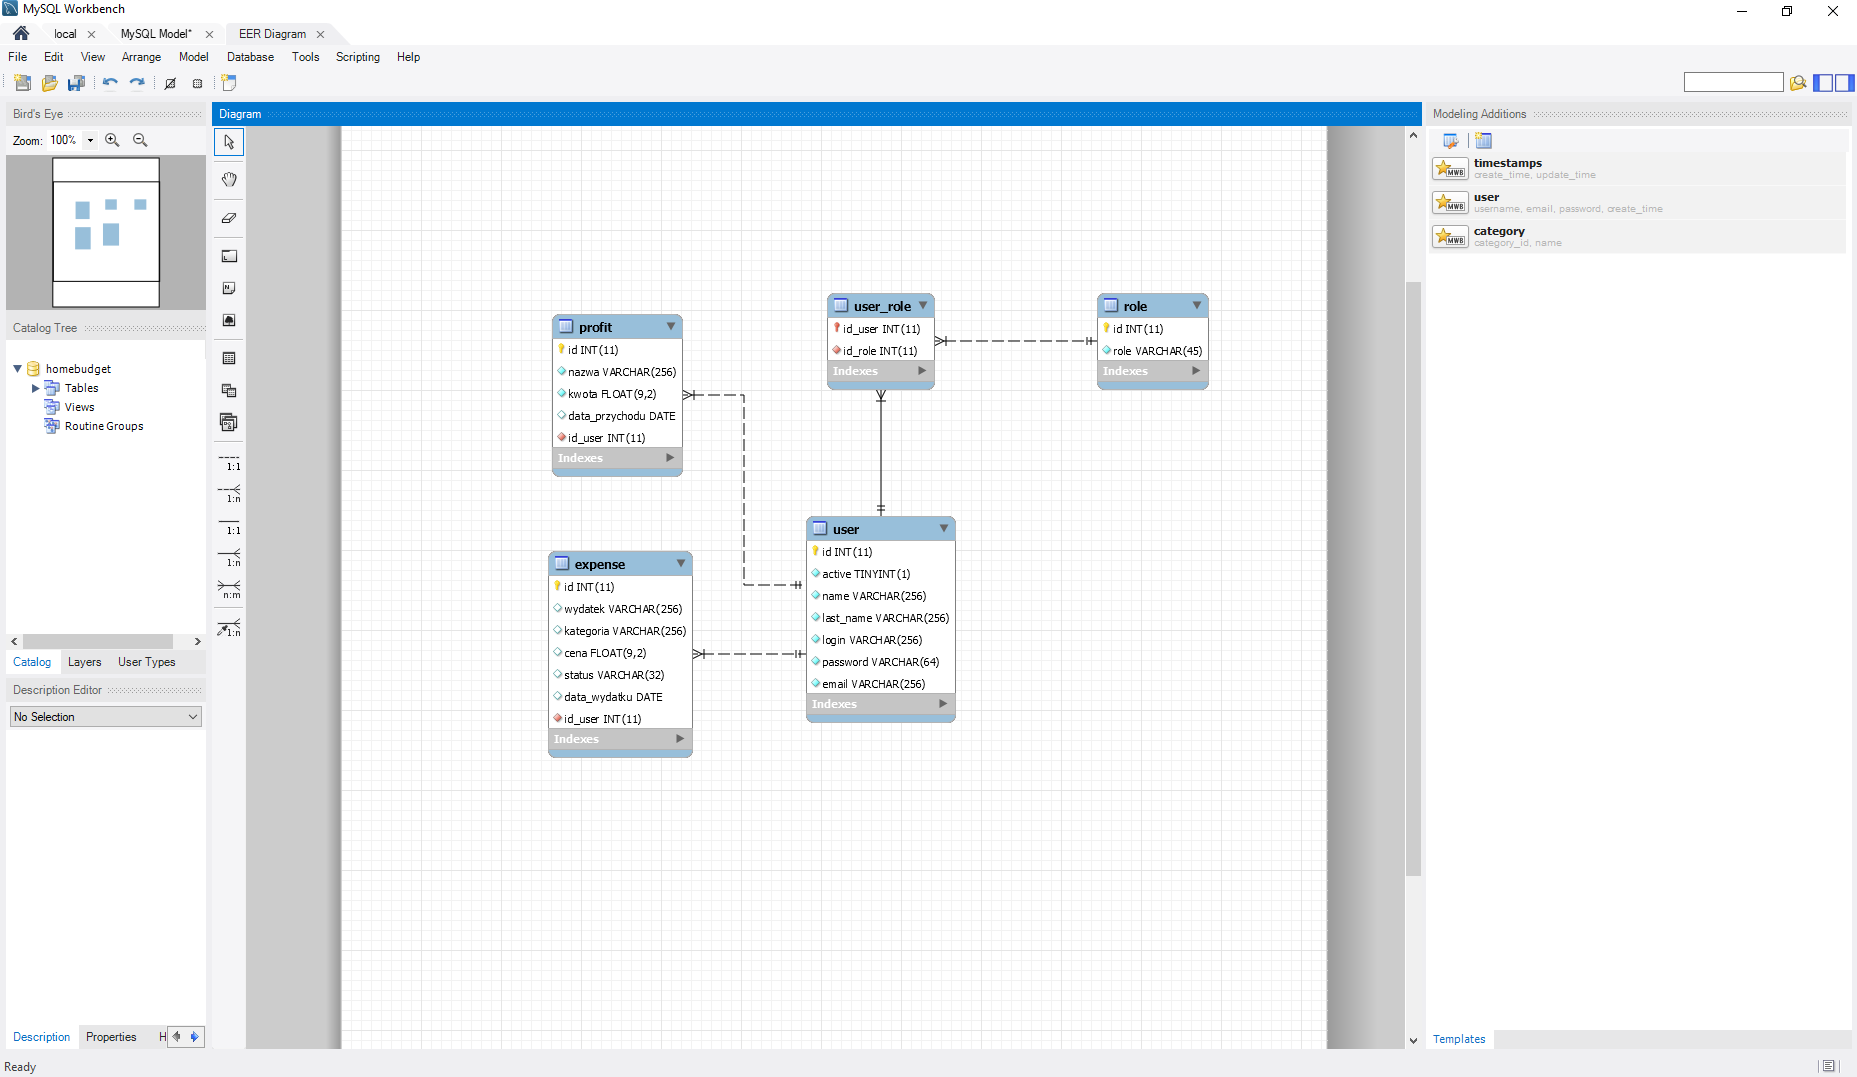 MySQL Workbench
local
MySQL Model*
EER Diagram
File Edit View Arrange Model Database Tools Scripting Help
Bird's Eye
Zoom: 100%
Catalog Tree
homebudget
Tables
Views
Routine Groups
Catalog Layers User Types
Description Editor
No Selection
Description Properties H
Ready
Diagram
1:1
1:n
1:1
1:n
n:m
1:n
profit
id INT(11)
nazwa VARCHAR(256)
kwota FLOAT(9,2)
data_przychodu DATE
id_user INT(11)
Indexes
user_role
id_user INT(11)
id_role INT(11)
Indexes
role
id INT(11)
role VARCHAR(45)
Indexes
expense
id INT(11)
wydatek VARCHAR(256)
kategoria VARCHAR(256)
cena FLOAT(9,2)
status VARCHAR(32)
data_wydatku DATE
id_user INT(11)
Indexes
user
id INT(11)
active TINYINT(1)
name VARCHAR(256)
last_name VARCHAR(256)
login VARCHAR(256)
password VARCHAR(64)
email VARCHAR(256)
Indexes
Modeling Additions
MWB
timestamps
create_time, update_time
MWB
user
username, email, password, create_time
MWB
category
category_id, name
Templates